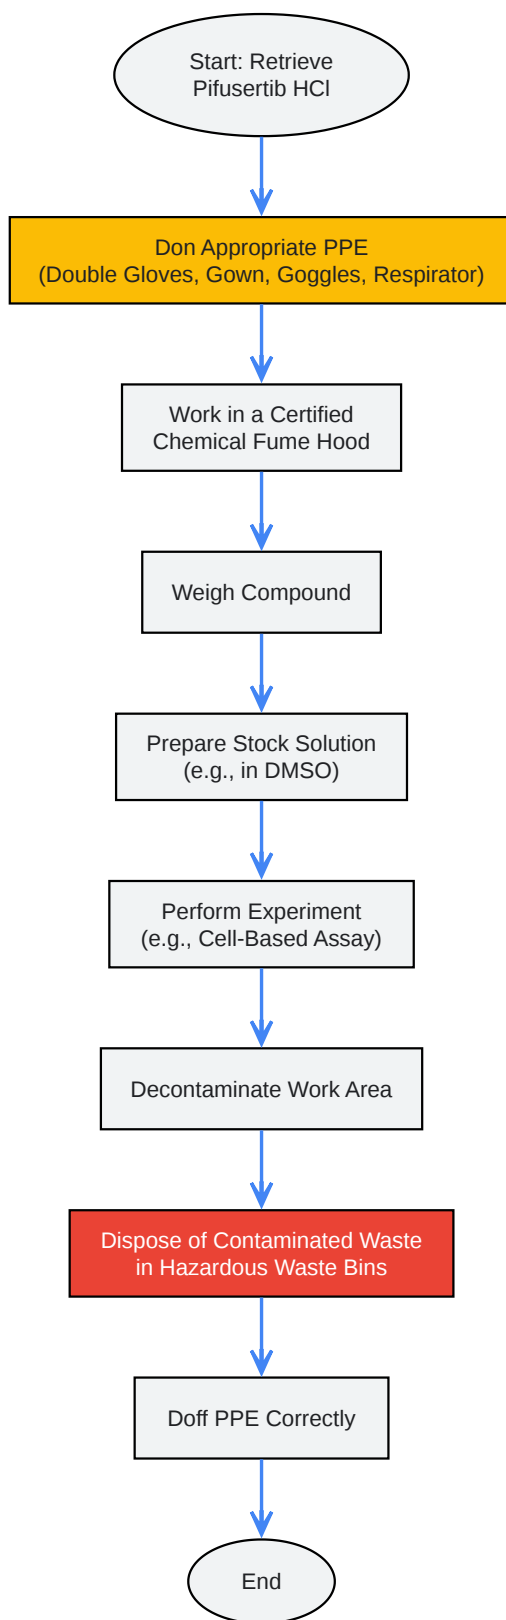 Start: Retrieve
Pifusertib HCl
Don Appropriate PPE
(Double Gloves, Gown, Goggles, Respirator)
Work in a Certified
Chemical Fume Hood
Weigh Compound
Prepare Stock Solution
(e.g., in DMSO)
Perform Experiment
(e.g., Cell-Based Assay)
Decontaminate Work Area
Dispose of Contaminated Waste
in Hazardous Waste Bins
Doff PPE Correctly
End